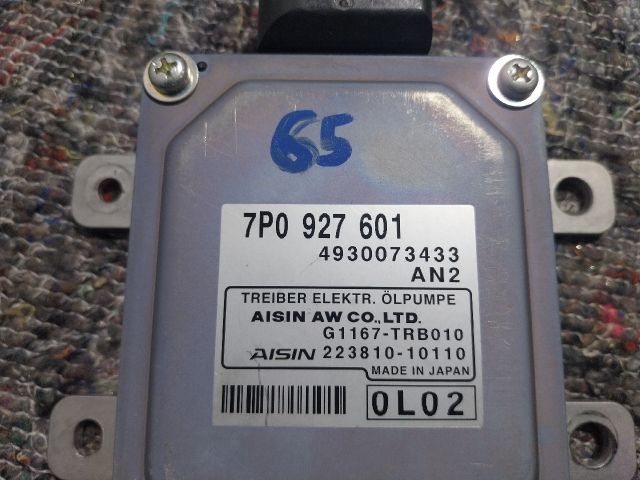 65
7P0 927 601
4930073433
AN2
TREIBER ELEKTR. ÖLPUMPE
AISIN AW CO.,LTD.
G1167-TRB010
AISIN 223810-10110
MADE IN JAPAN
0L02